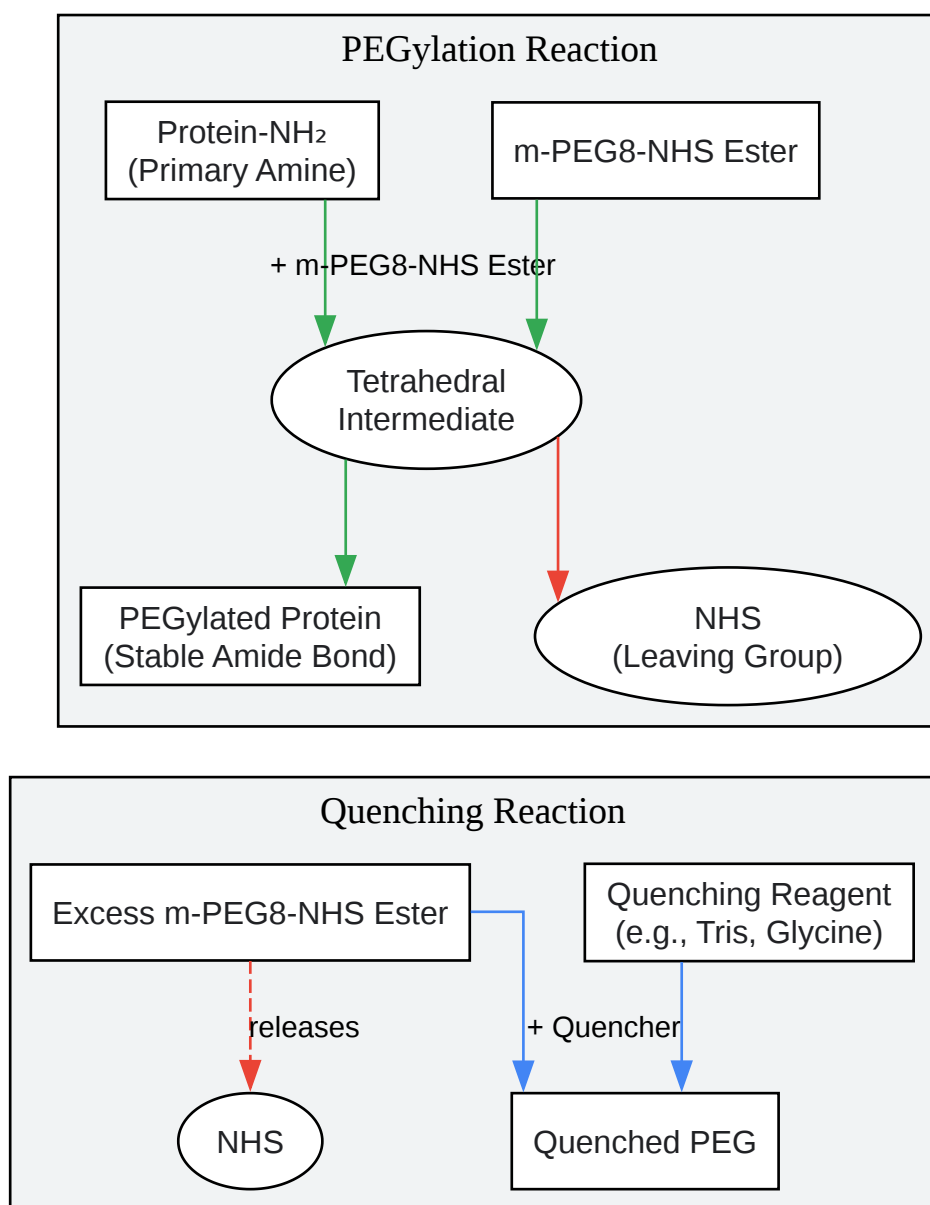 PEGylation Reaction
Protein-NH₂
(Primary Amine)
m-PEG8-NHS Ester
+ m-PEG8-NHS Ester
Tetrahedral
Intermediate
PEGylated Protein
(Stable Amide Bond)
NHS
(Leaving Group)
Quenching Reaction
Excess m-PEG8-NHS Ester
Quenching Reagent
(e.g., Tris, Glycine)
releases
+ Quencher
NHS
Quenched PEG